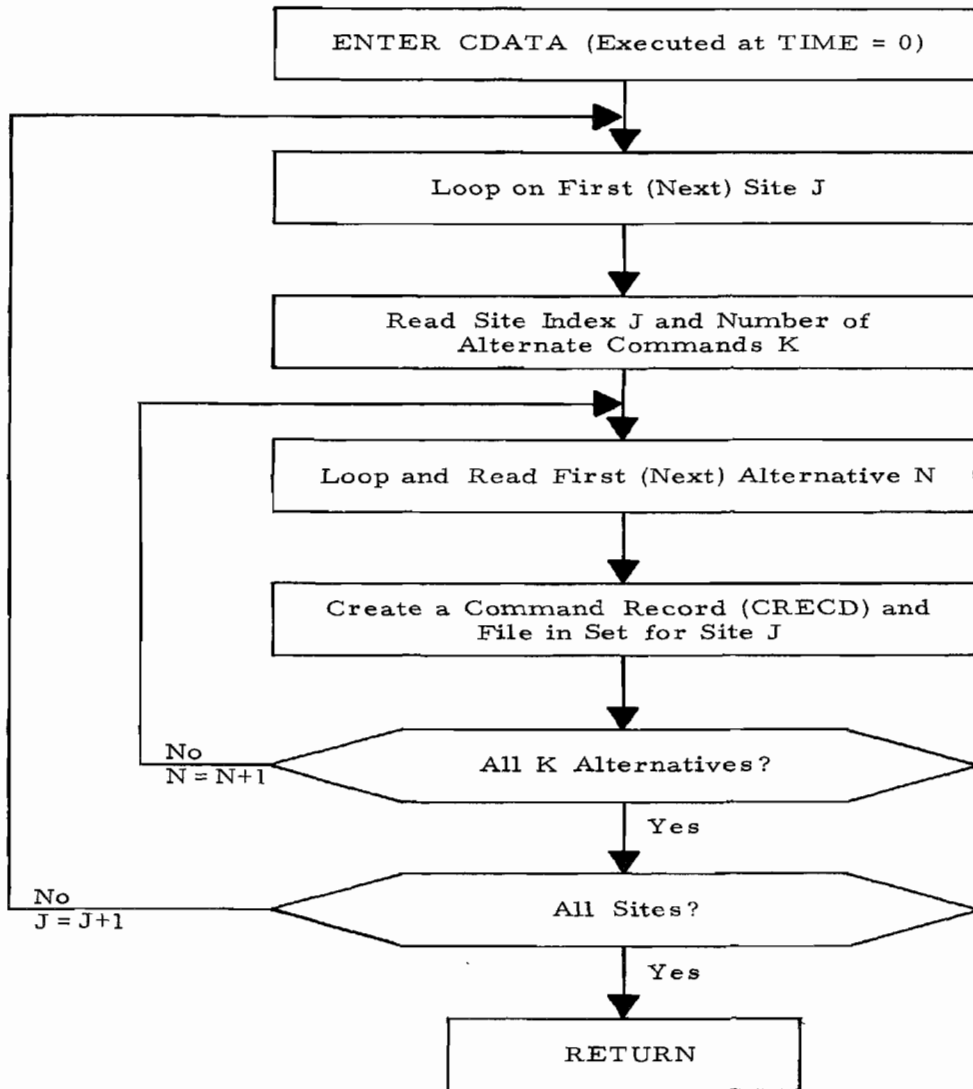 ENTER CDATA (Executed at TIME = 0)
Loop on First (Next) Site J
Read Site Index J and Number of
Alternate Commands K
Loop and Read First (Next) Alternative N
Create a Command Record (CRECD) and
File in Set for Site J
All K Alternatives?
No
N = N+1
Yes
All Sites?
No
J = J+1
Yes
RETURN